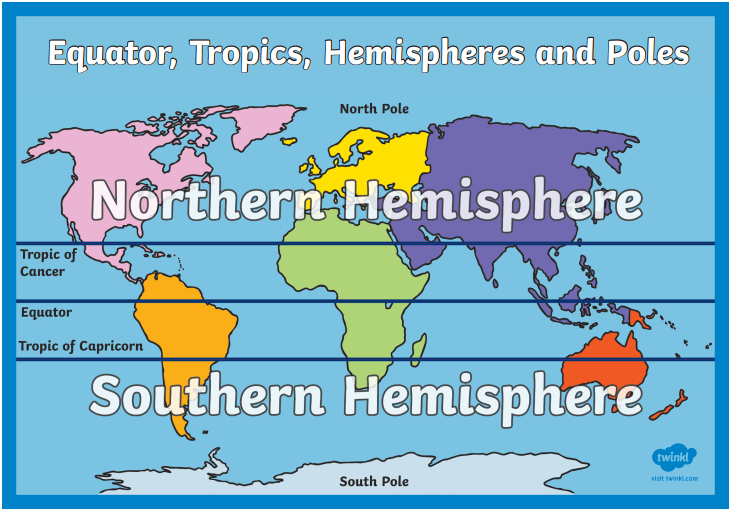 Equator, Tropics, Hemispheres and Poles
North Pole
Northern Hemisphere
Tropic of
Cancer
Equator
Tropic of Capricorn
Southern Hemisphere
South Pole
twinkl
visit twinkl.com